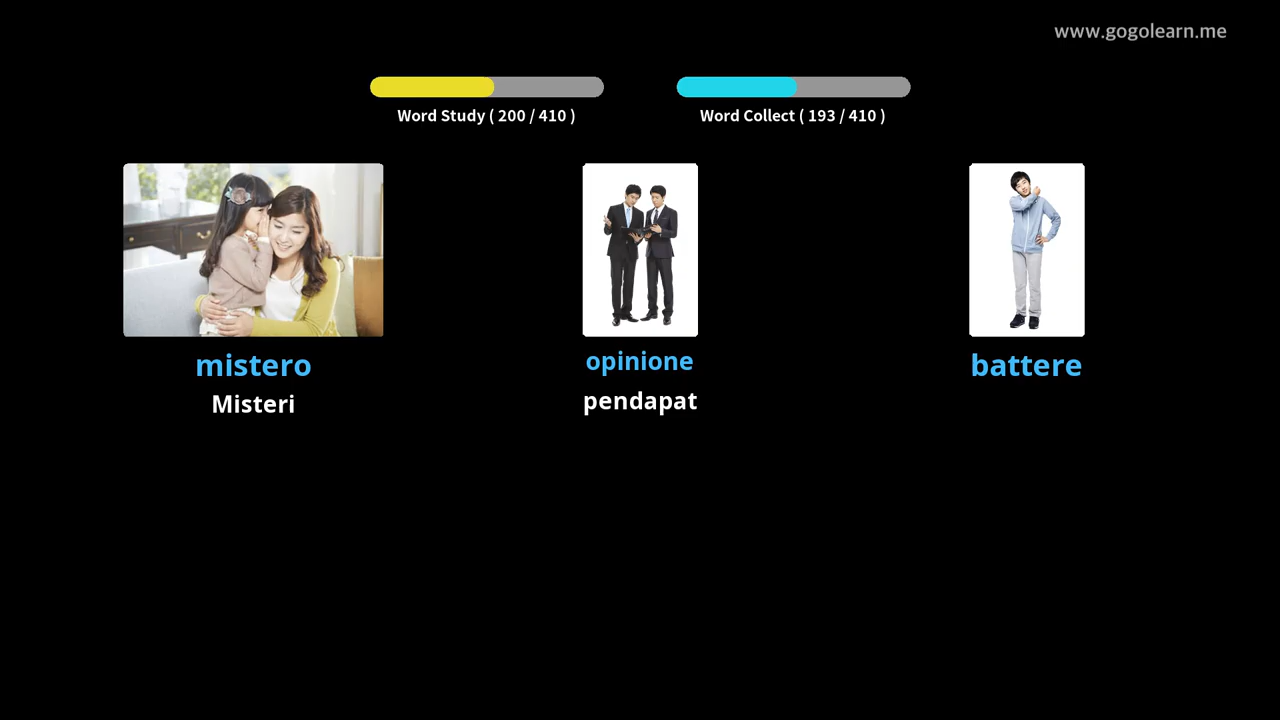 www.gogolearn.me
Word Study ( 200 / 410 )
Word Collect ( 193 / 410 )
mistero
Misteri
opinione
pendapat
battere